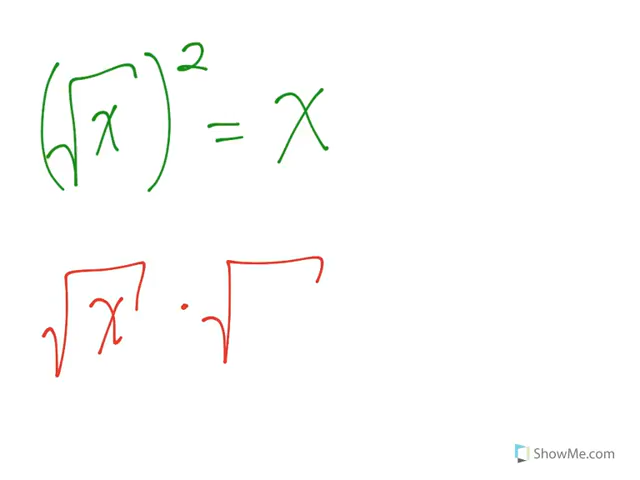 (√x)² = x
√x · √
ShowMe.com